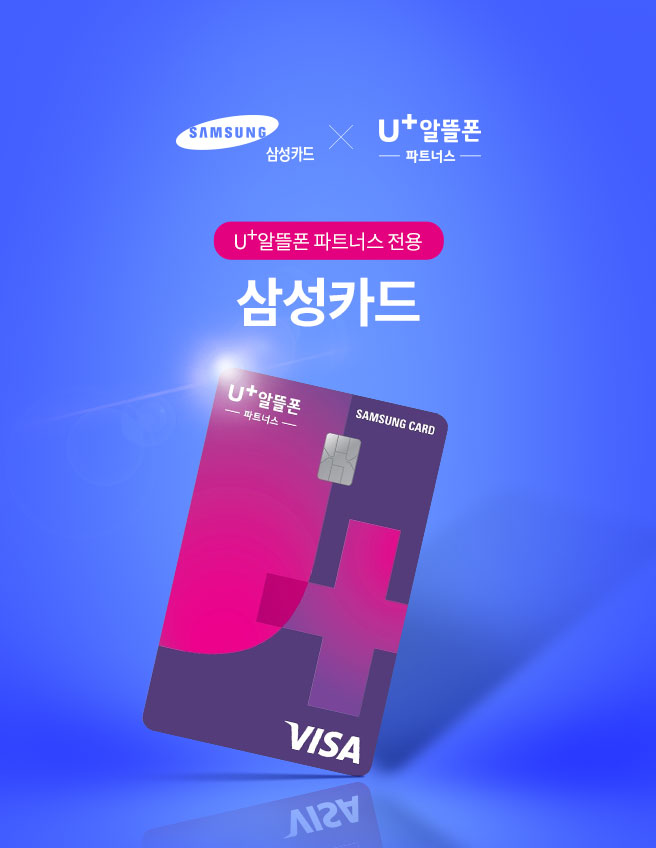 SAMSUNG
삼성카드
U+알뜰폰
파트너스
U+알뜰폰 파트너스 전용
삼성카드
U+알뜰폰
파트너스
SAMSUNG CARD
VISA
VISA